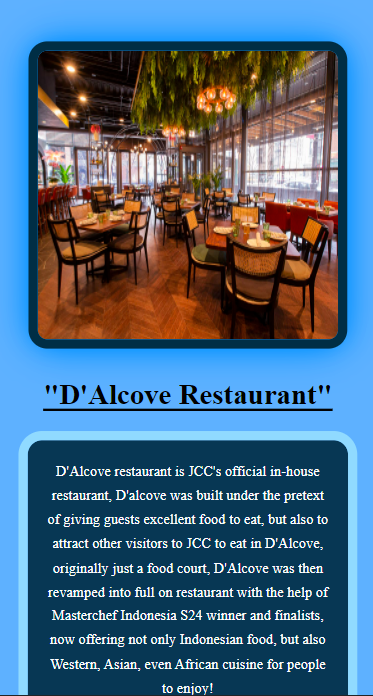 "D'Alcove Restaurant"
D'Alcove restaurant is JCC's official in-house
restaurant, D'alcove was built under the pretext
of giving guests excellent food to eat, but also to
attract other visitors to JCC to eat in D'Alcove,
originally just a food court, D'Alcove was then
revamped into full on restaurant with the help of
Masterchef Indonesia S24 winner and finalists,
now offering not only Indonesian food, but also
Western, Asian, even African cuisine for people
to enjoy!